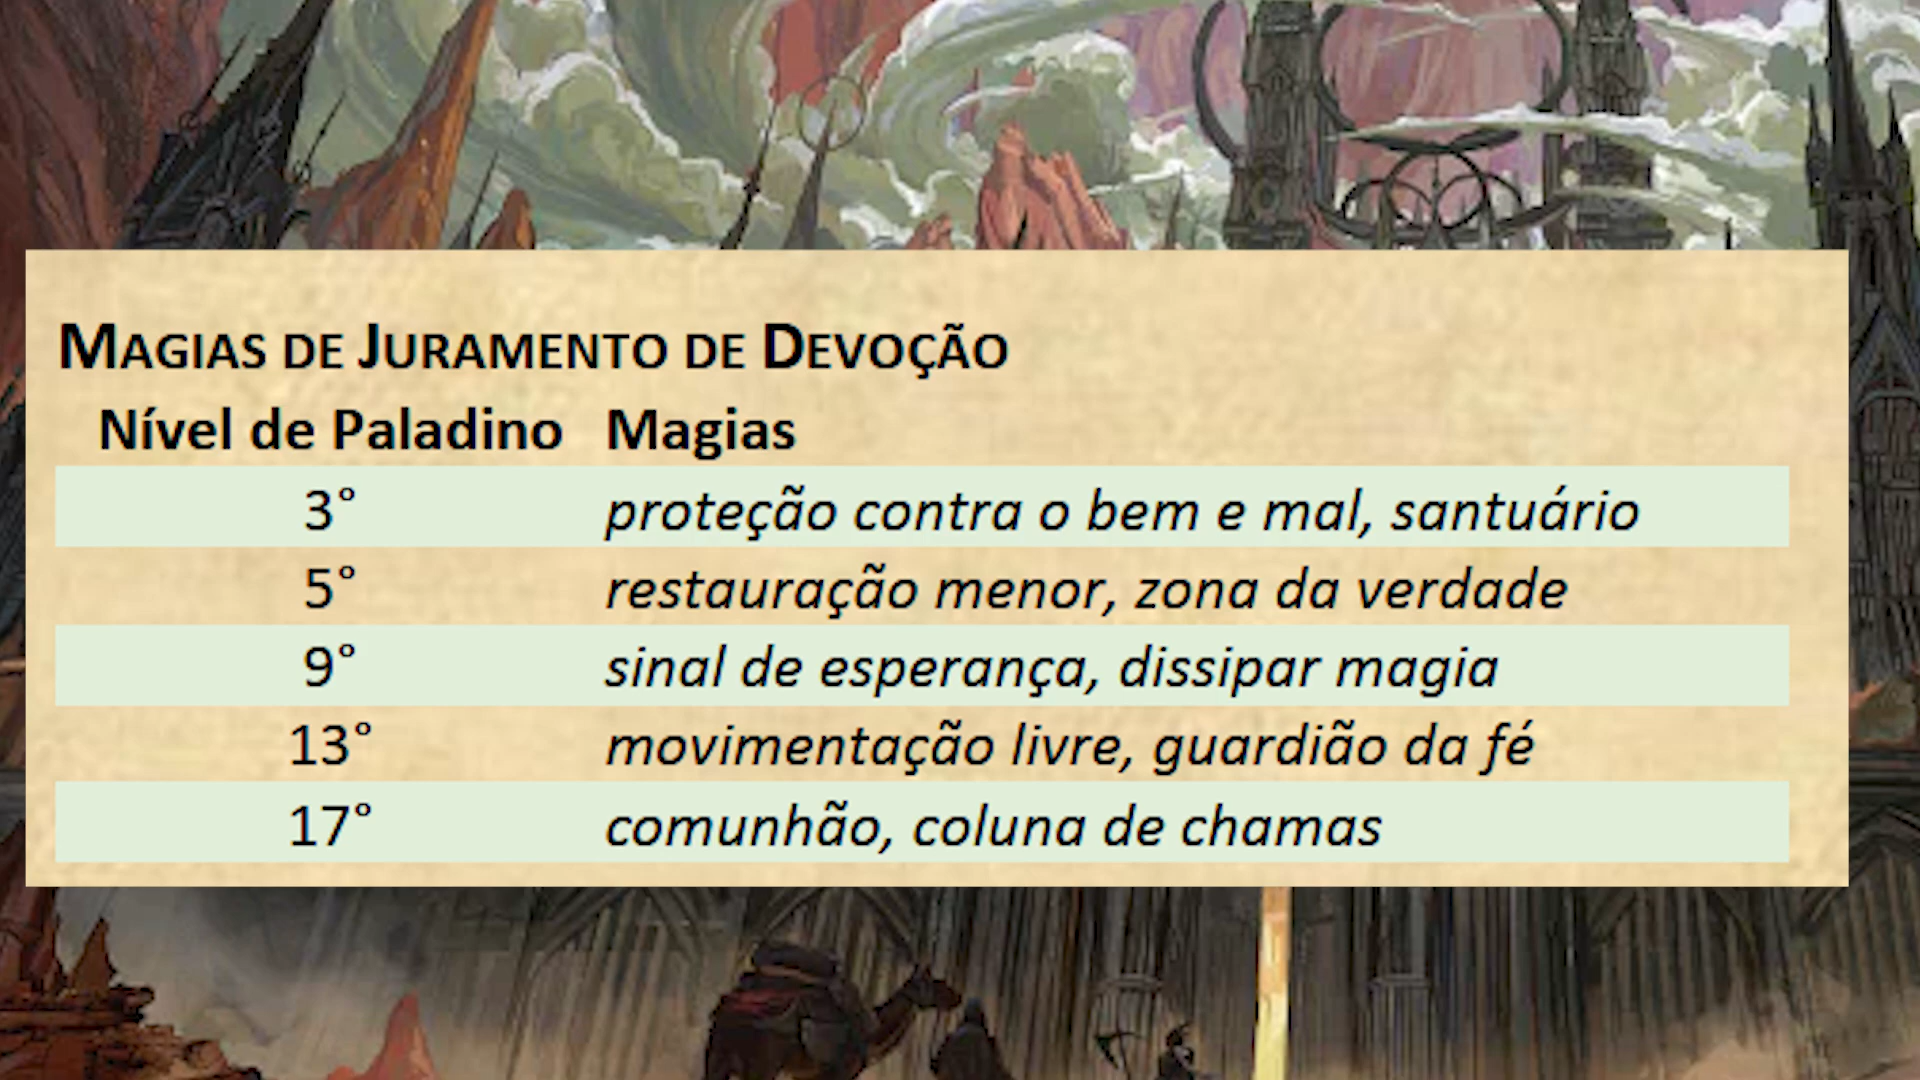 Magias de Juramento de Devoção
Nível de Paladino Magias
3° proteção contra o bem e mal, santuário
5° restauração menor, zona da verdade
9° sinal de esperança, dissipar magia
13° movimentação livre, guardião da fé
17° comunhão, coluna de chamas